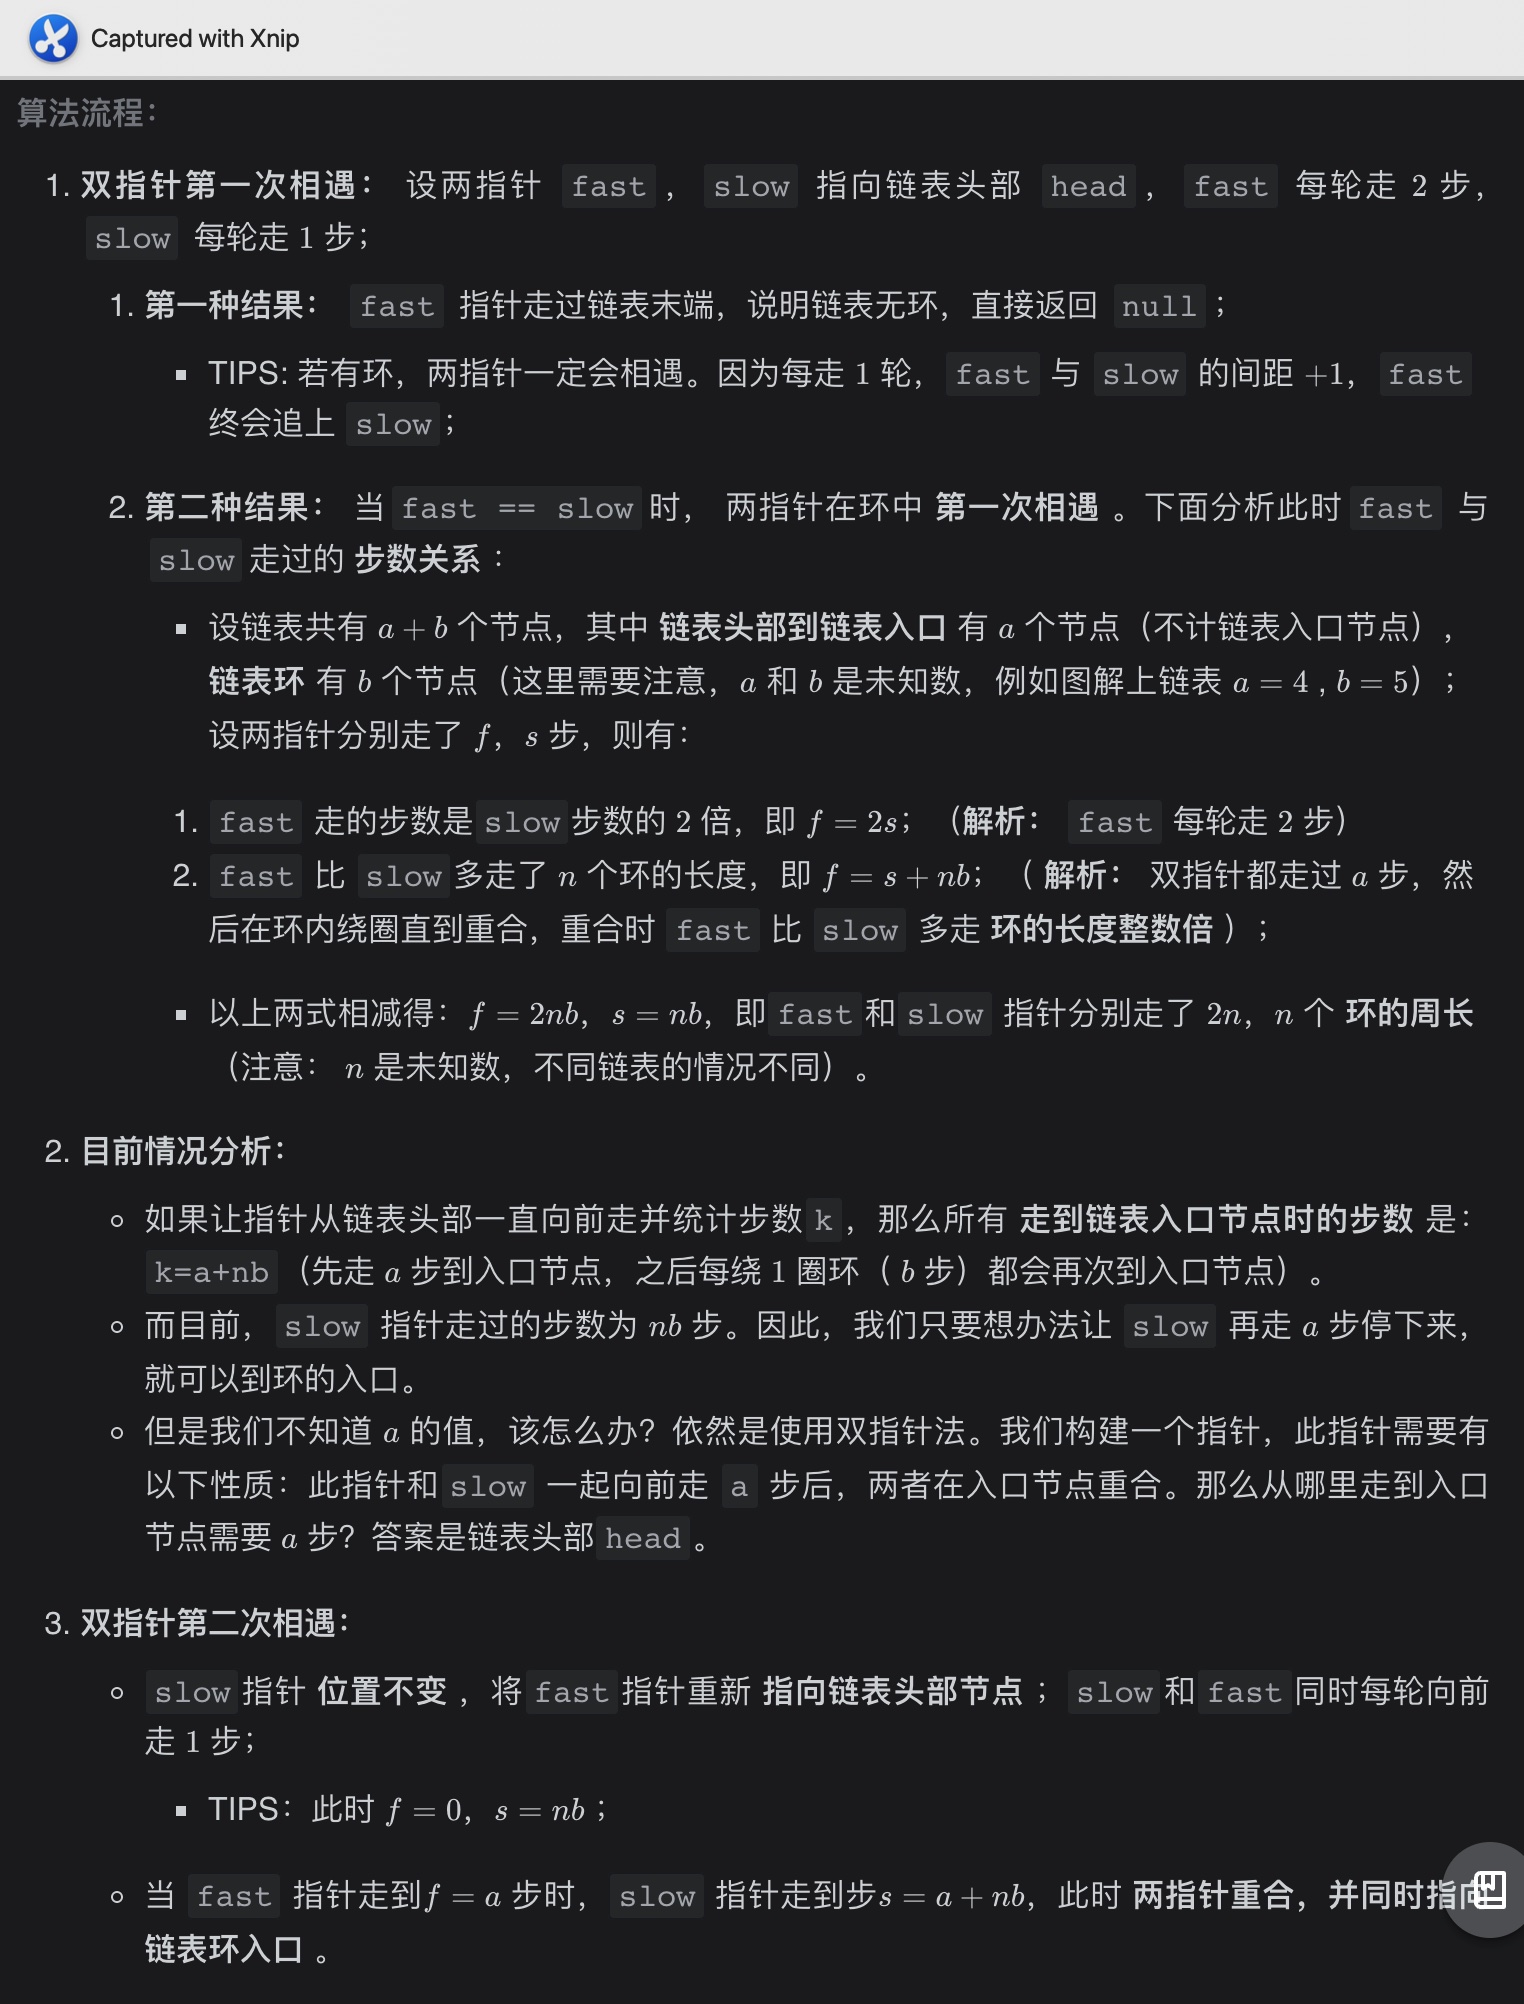 Captured with Xnip
算法流程：
1. 双指针第一次相遇： 设两指针 fast ， slow 指向链表头部 head ， fast 每轮走 2 步，
slow 每轮走 1 步；
1. 第一种结果： fast 指针走过链表末端，说明链表无环，直接返回 null ；
▪ TIPS: 若有环，两指针一定会相遇。因为每走 1 轮， fast 与 slow 的间距 +1， fast
终会追上 slow ；
2. 第二种结果： 当 fast == slow 时， 两指针在环中 第一次相遇 。下面分析此时 fast 与
slow 走过的 步数关系 ：
▪ 设链表共有 a + b 个节点，其中 链表头部到链表入口 有 a 个节点（不计链表入口节点），
链表环 有 b 个节点（这里需要注意，a 和 b 是未知数，例如图解上链表 a = 4 , b = 5）；
设两指针分别走了 f，s 步，则有：
1. fast 走的步数是 slow 步数的 2 倍，即 f = 2s；（解析： fast 每轮走 2 步）
2. fast 比 slow 多走了 n 个环的长度，即 f = s + nb；（ 解析： 双指针都走过 a 步，然
后在环内绕圈直到重合，重合时 fast 比 slow 多走 环的长度整数倍 ）；
▪ 以上两式相减得：f = 2nb，s = nb，即 fast 和 slow 指针分别走了 2n，n 个 环的周长
（注意： n 是未知数，不同链表的情况不同）。
2. 目前情况分析：
○ 如果让指针从链表头部一直向前走并统计步数 k ，那么所有 走到链表入口节点时的步数 是：
k=a+nb （先走 a 步到入口节点，之后每绕 1 圈环（ b 步）都会再次到入口节点）。
○ 而目前， slow 指针走过的步数为 nb 步。因此，我们只要想办法让 slow 再走 a 步停下来，
就可以到环的入口。
○ 但是我们不知道 a 的值，该怎么办？依然是使用双指针法。我们构建一个指针，此指针需要有
以下性质：此指针和 slow 一起向前走 a 步后，两者在入口节点重合。那么从哪里走到入口
节点需要 a 步？答案是链表头部 head 。
3. 双指针第二次相遇：
○ slow 指针 位置不变 ，将 fast 指针重新 指向链表头部节点 ； slow 和 fast 同时每轮向前
走 1 步；
▪ TIPS：此时 f = 0，s = nb ；
○ 当 fast 指针走到f = a 步时， slow 指针走到步s = a + nb，此时 两指针重合，并同时指向
链表环入口 。